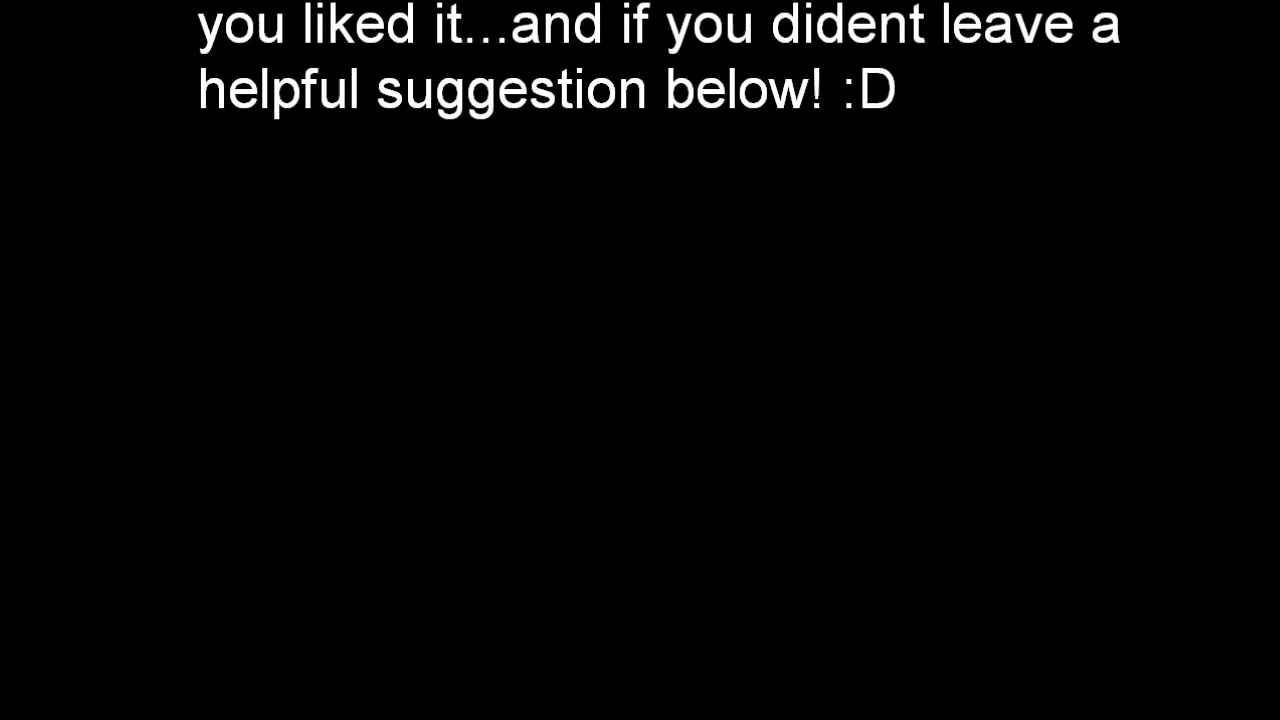 you liked it...and if you dident leave a
helpful suggestion below! :D